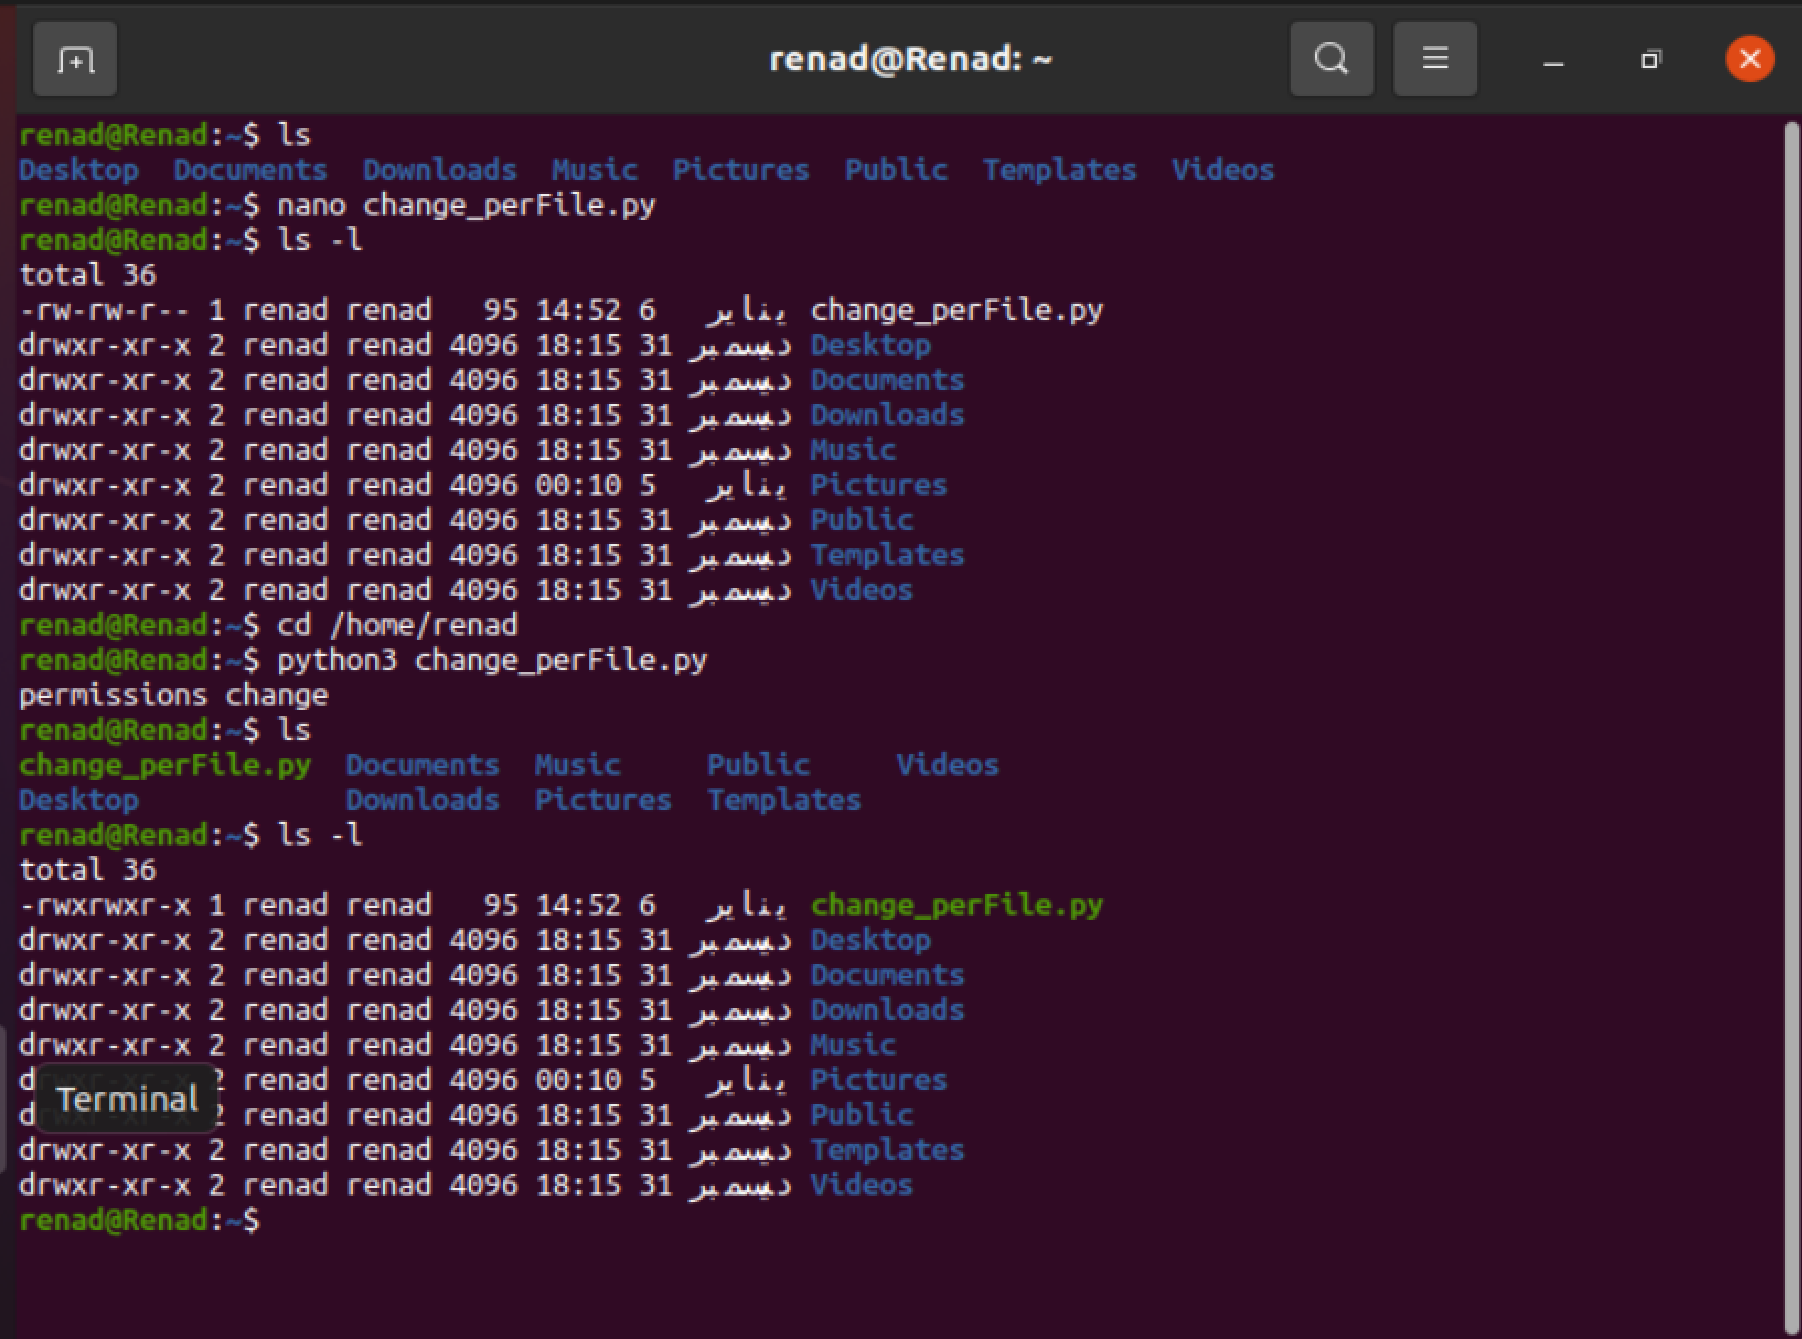 renad@Renad: ~
renad@Renad:~$ ls
Desktop Documents Downloads Music Pictures Public Templates Videos
renad@Renad:~$ nano change_perFile.py
renad@Renad:~$ ls -l
total 36
-rw-rw-r-- 1 renad renad 95 14:52 6 يناير change_perFile.py
drwxr-xr-x 2 renad renad 4096 18:15 31 ديسمبر Desktop
drwxr-xr-x 2 renad renad 4096 18:15 31 ديسمبر Documents
drwxr-xr-x 2 renad renad 4096 18:15 31 ديسمبر Downloads
drwxr-xr-x 2 renad renad 4096 18:15 31 ديسمبر Music
drwxr-xr-x 2 renad renad 4096 00:10 5 يناير Pictures
drwxr-xr-x 2 renad renad 4096 18:15 31 ديسمبر Public
drwxr-xr-x 2 renad renad 4096 18:15 31 ديسمبر Templates
drwxr-xr-x 2 renad renad 4096 18:15 31 ديسمبر Videos
renad@Renad:~$ cd /home/renad
renad@Renad:~$ python3 change_perFile.py
permissions change
renad@Renad:~$ ls
change_perFile.py Documents Music Public Videos
Desktop Downloads Pictures Templates
renad@Renad:~$ ls -l
total 36
-rwxrwxr-x 1 renad renad 95 14:52 6 يناير change_perFile.py
drwxr-xr-x 2 renad renad 4096 18:15 31 ديسمبر Desktop
drwxr-xr-x 2 renad renad 4096 18:15 31 ديسمبر Documents
drwxr-xr-x 2 renad renad 4096 18:15 31 ديسمبر Downloads
drwxr-xr-x 2 renad renad 4096 18:15 31 ديسمبر Music
2 renad renad 4096 00:10 5 يناير Pictures
Terminal
2 renad renad 4096 18:15 31 ديسمبر Public
drwxr-xr-x 2 renad renad 4096 18:15 31 ديسمبر Templates
drwxr-xr-x 2 renad renad 4096 18:15 31 ديسمبر Videos
renad@Renad:~$